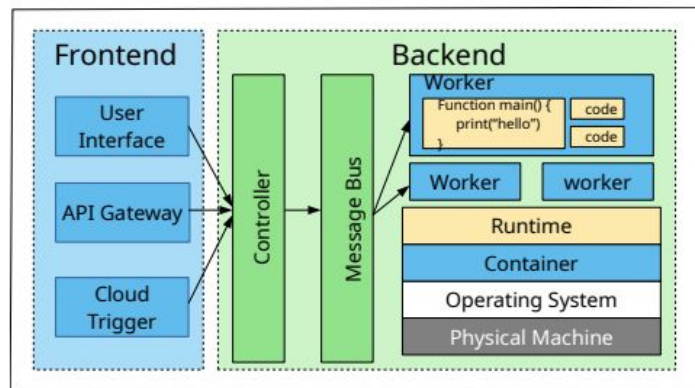 Frontend
User
Interface
API Gateway
Cloud
Trigger
Backend
Controller
Message Bus
Worker
Function main() {
print("hello")
}
code
code
Worker
worker
Runtime
Container
Operating System
Physical Machine